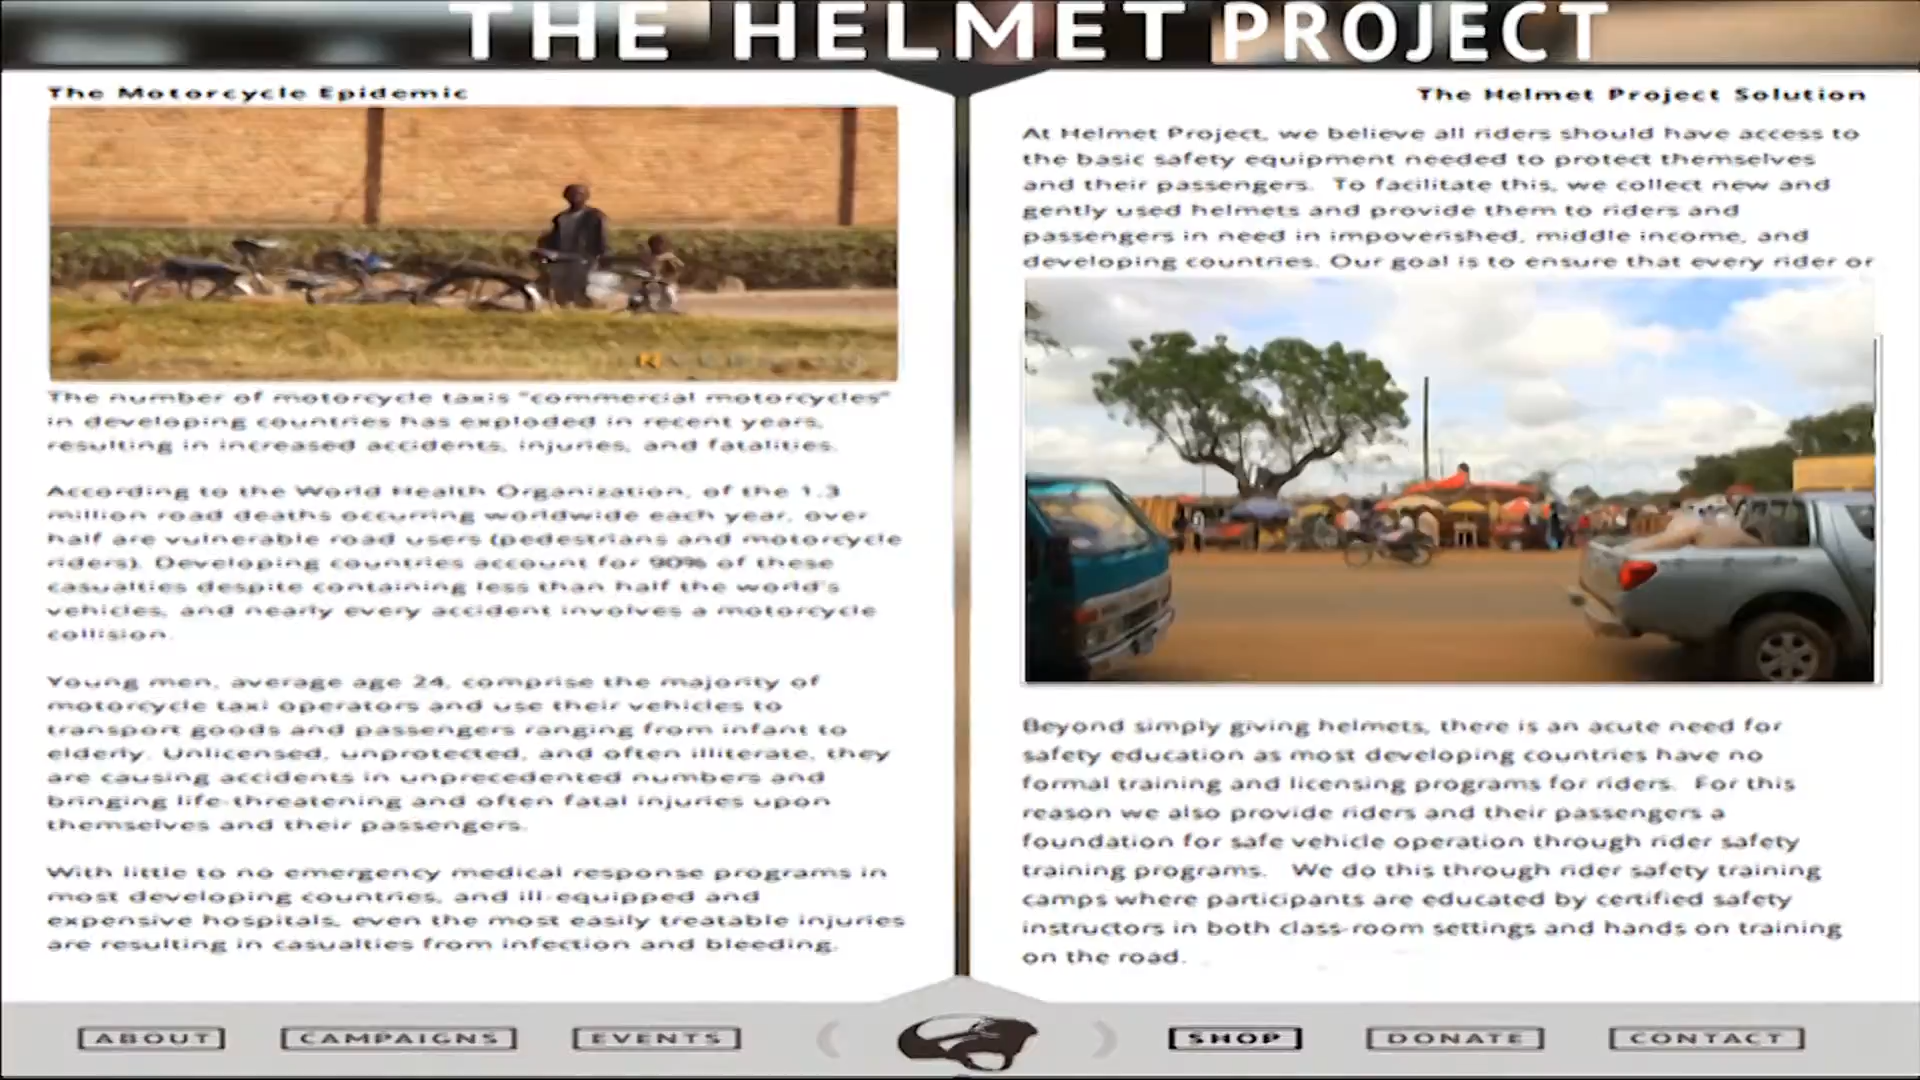 THE HELMET PROJECT
The Motorcycle Epidemic
The number of motorcycle taxis "commercial motorcycles"
in developing countries has exploded in recent years,
resulting in increased accidents, injuries, and fatalities.
According to the World Health Organization, of the 1.3
million road deaths occurring worldwide each year, over
half are vulnerable road users (pedestrians and motorcycle
riders). Developing countries account for 90% of these
casualties despite containing less than half the world's
vehicles, and nearly every accident involves a motorcycle
collision.
Young men, average age 24, comprise the majority of
motorcycle taxi operators and use their vehicles to
transport goods and passengers ranging from infant to
elderly. Unlicensed, unprotected, and often illiterate, they
are causing accidents in unprecedented numbers and
bringing life-threatening and often fatal injuries upon
themselves and their passengers.
With little to no emergency medical response programs in
most developing countries, and ill-equipped and
expensive hospitals, even the most easily treatable injuries
are resulting in casualties from infection and bleeding.
The Helmet Project Solution
At Helmet Project, we believe all riders should have access to
the basic safety equipment needed to protect themselves
and their passengers. To facilitate this, we collect new and
gently used helmets and provide them to riders and
passengers in need in impoverished, middle income, and
developing countries. Our goal is to ensure that every rider or
Beyond simply giving helmets, there is an acute need for
safety education as most developing countries have no
formal training and licensing programs for riders. For this
reason we also provide riders and their passengers a
foundation for safe vehicle operation through rider safety
training programs. We do this through rider safety training
camps where participants are educated by certified safety
instructors in both class-room settings and hands on training
on the road.
ABOUT
CAMPAIGNS
EVENTS
SHOP
DONATE
CONTACT